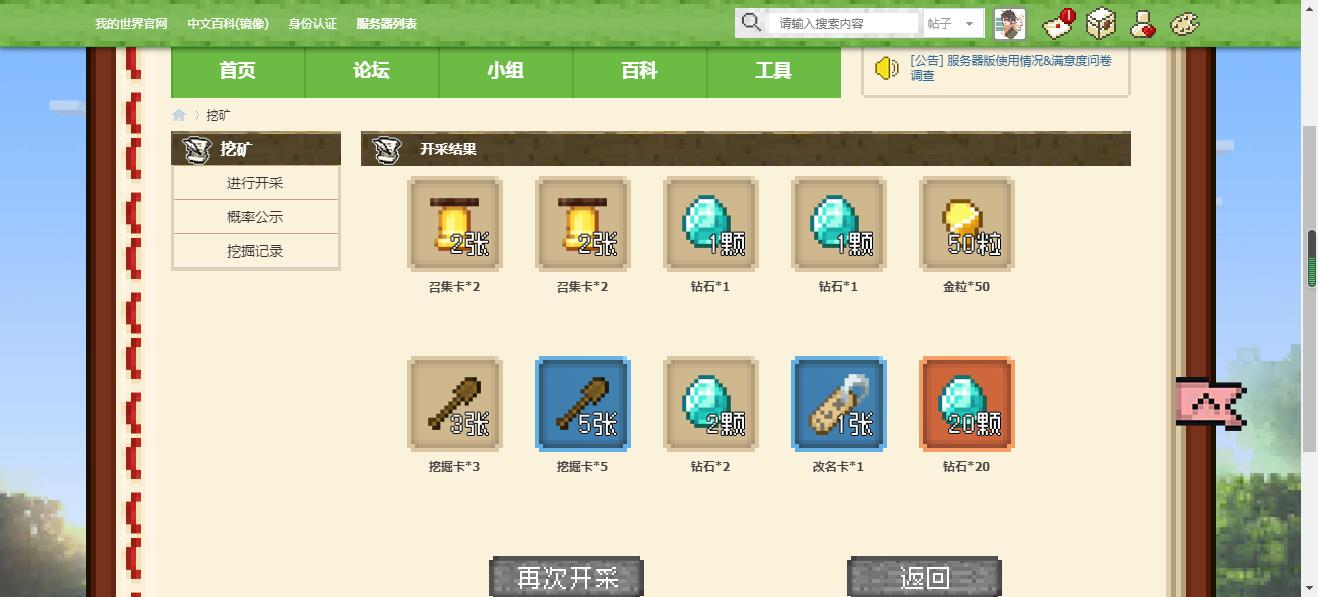 我的世界官网 中文百科(镜像) 身份认证 服务器列表
请输入搜索内容 帖子
首页 论坛 小组 百科 工具
[公告] 服务器版使用情况&满意度问卷
调查
挖矿
挖矿
开采结果
进行开采
概率公示
挖掘记录
2张 2张 1颗 1颗 50粒
召集卡*2 召集卡*2 钻石*1 钻石*1 金粒*50
3张 5张 2颗 1张 20颗
挖掘卡*3 挖掘卡*5 钻石*2 改名卡*1 钻石*20
再次开采 返回